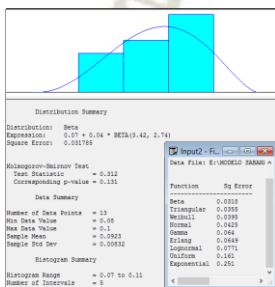 Distribution Summary
Distribution: Beta
Expression: 0.07 + 0.04 * BETA(3.42, 2.74)
Square Error: 0.031785
Kolmogorov-Smirnov Test
Test Statistic = 0.312
Corresponding p-value = 0.131
Data Summary
Number of Data Points = 13
Min Data Value = 0.08
Max Data Value = 0.1
Sample Mean = 0.0923
Sample Std Dev = 0.00832
Histogram Summary
Histogram Range = 0.07 to 0.11
Number of Intervals = 5
Input2 - Fi...
Data File: E:\MODELO SABANA
Function Sq Error
Beta 0.0318
Triangular 0.0355
Weibull 0.0395
Normal 0.0425
Gamma 0.064
Erlang 0.0649
Lognormal 0.0771
Uniform 0.161
Exponential 0.251